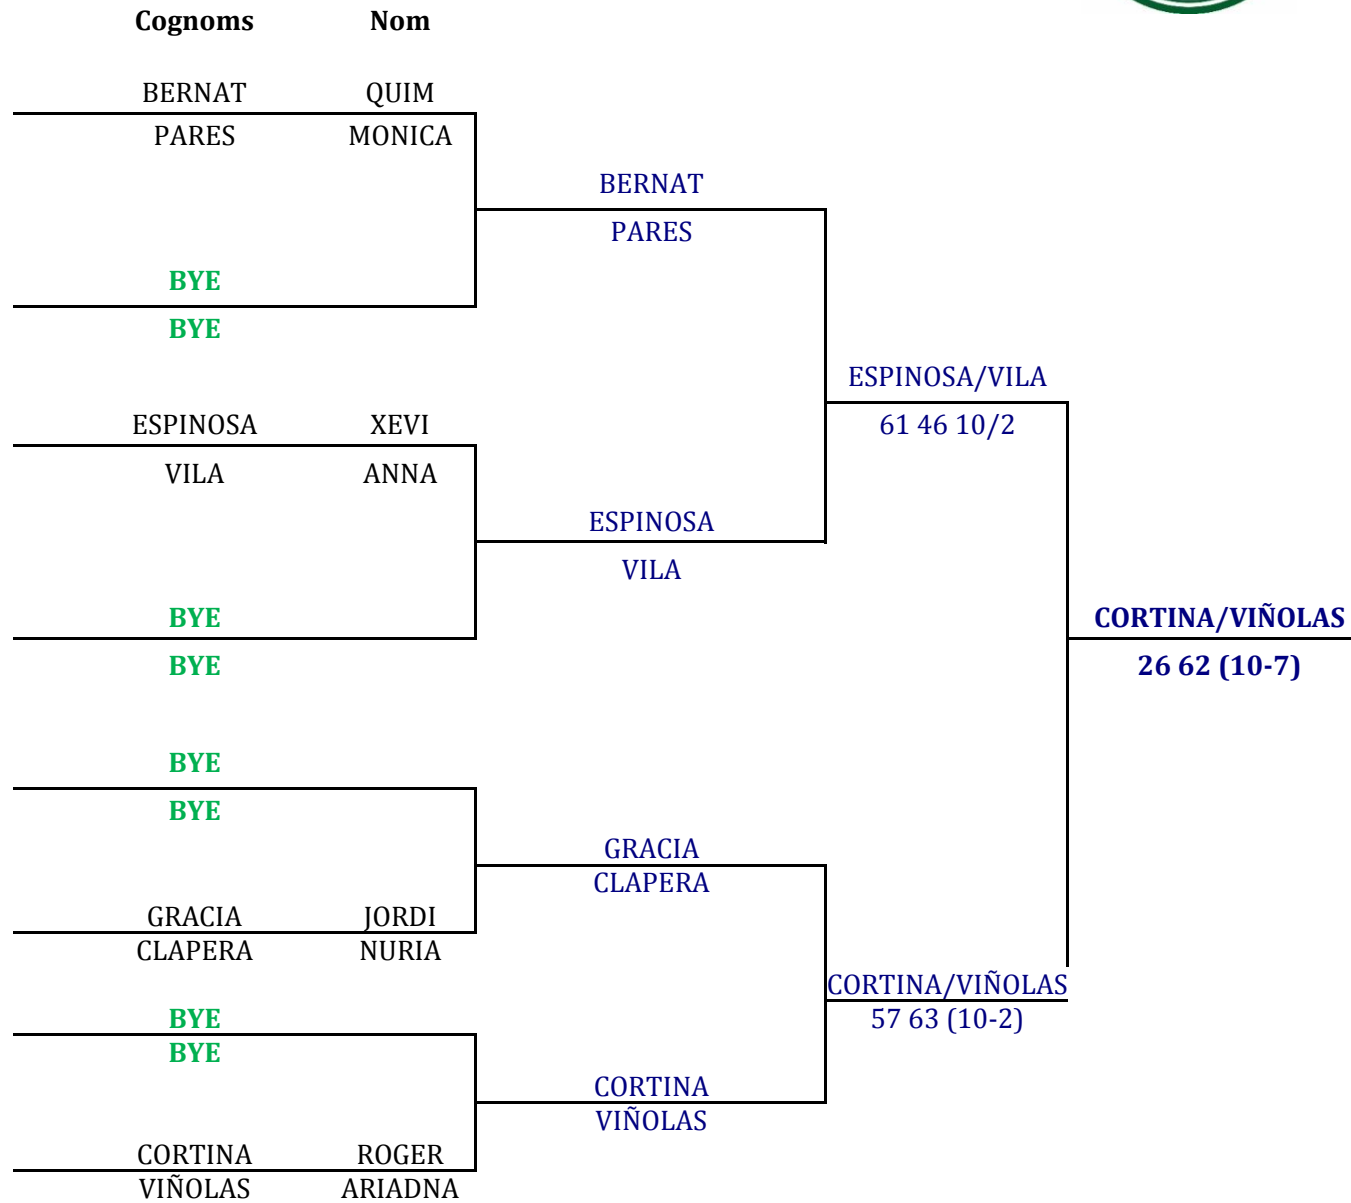 Cognoms Nom
BERNAT QUIM
PARES MONICA
BERNAT
PARES
BYE
BYE
ESPINOSA/VILA
61 46 10/2
ESPINOSA XEVI
VILA ANNA
ESPINOSA
VILA
BYE
BYE
CORTINA/VIÑOLAS
26 62 (10-7)
BYE
BYE
GRACIA
CLAPERA
GRACIA JORDI
CLAPERA NURIA
CORTINA/VIÑOLAS
57 63 (10-2)
BYE
BYE
CORTINA
VIÑOLAS
CORTINA ROGER
VIÑOLAS ARIADNA